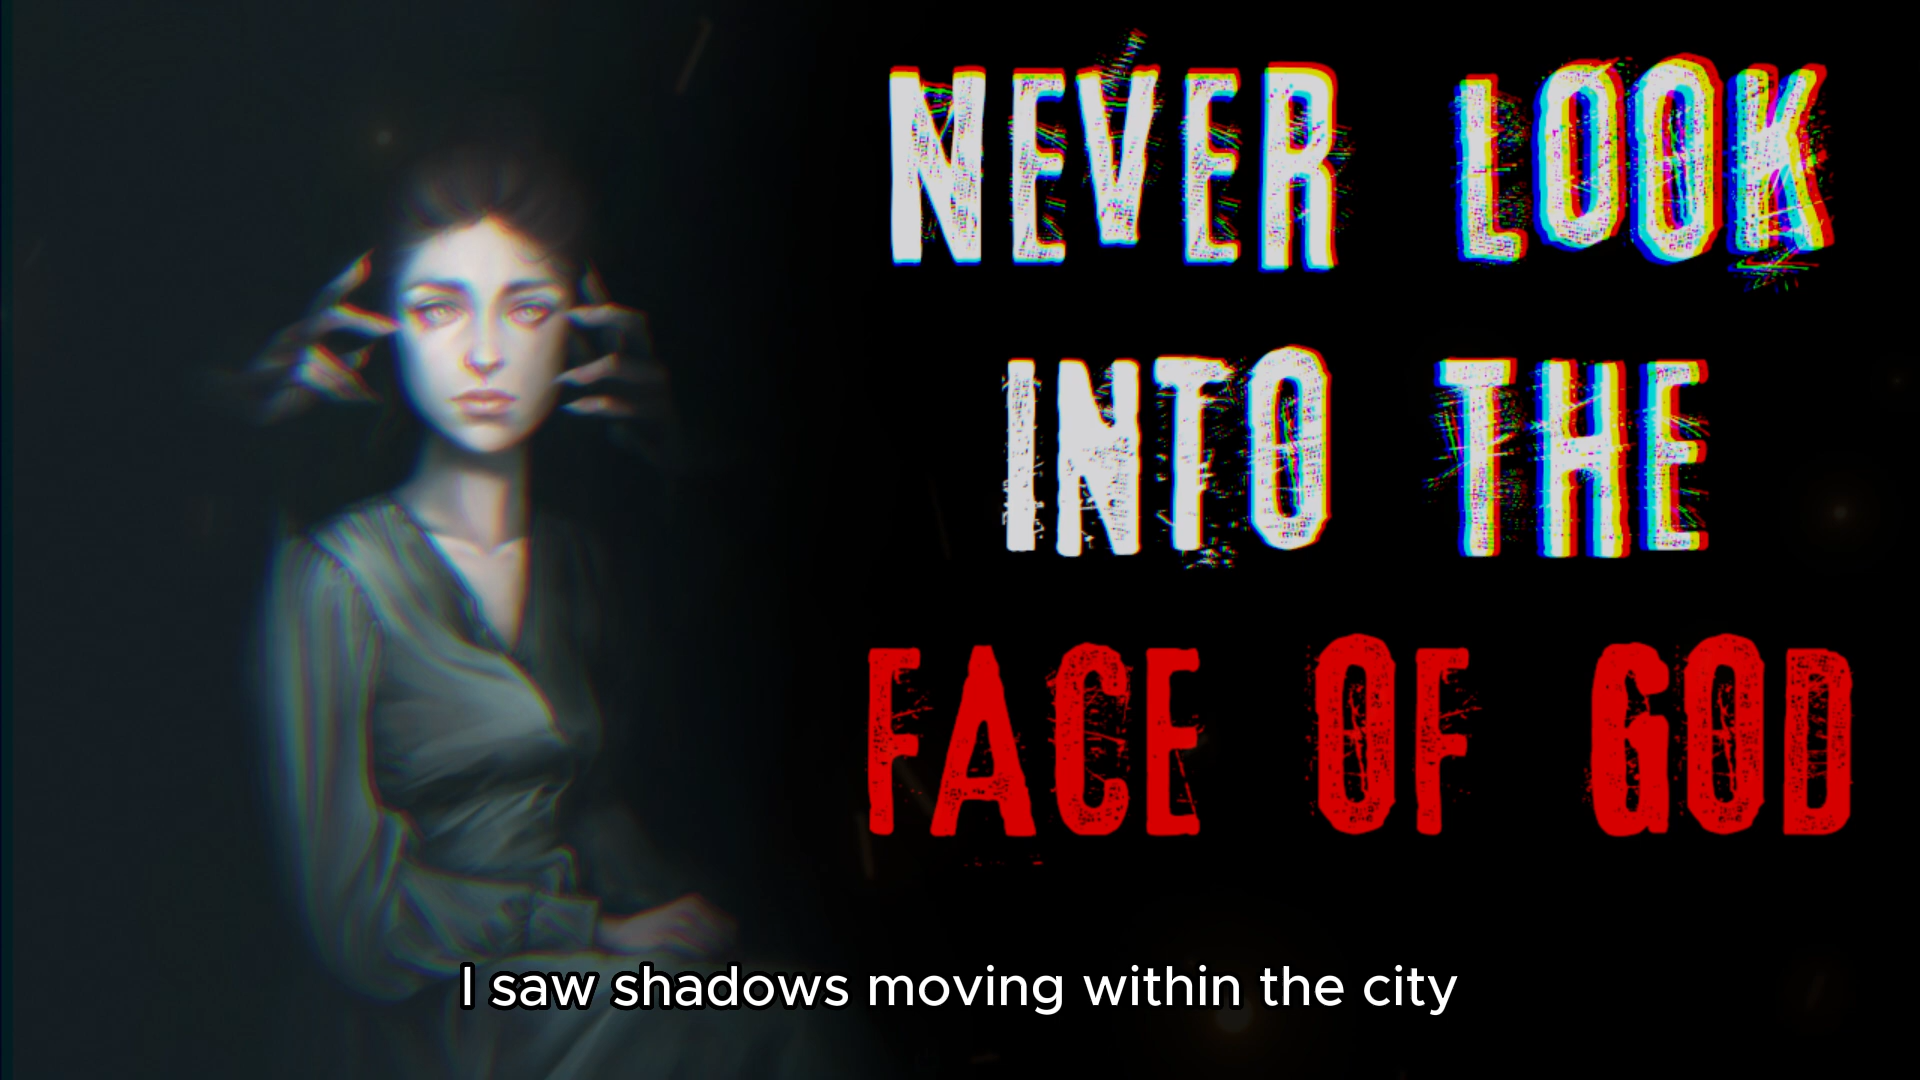 NEVER LOOK
INTO THE
FACE OF GOD
I saw shadows moving within the city